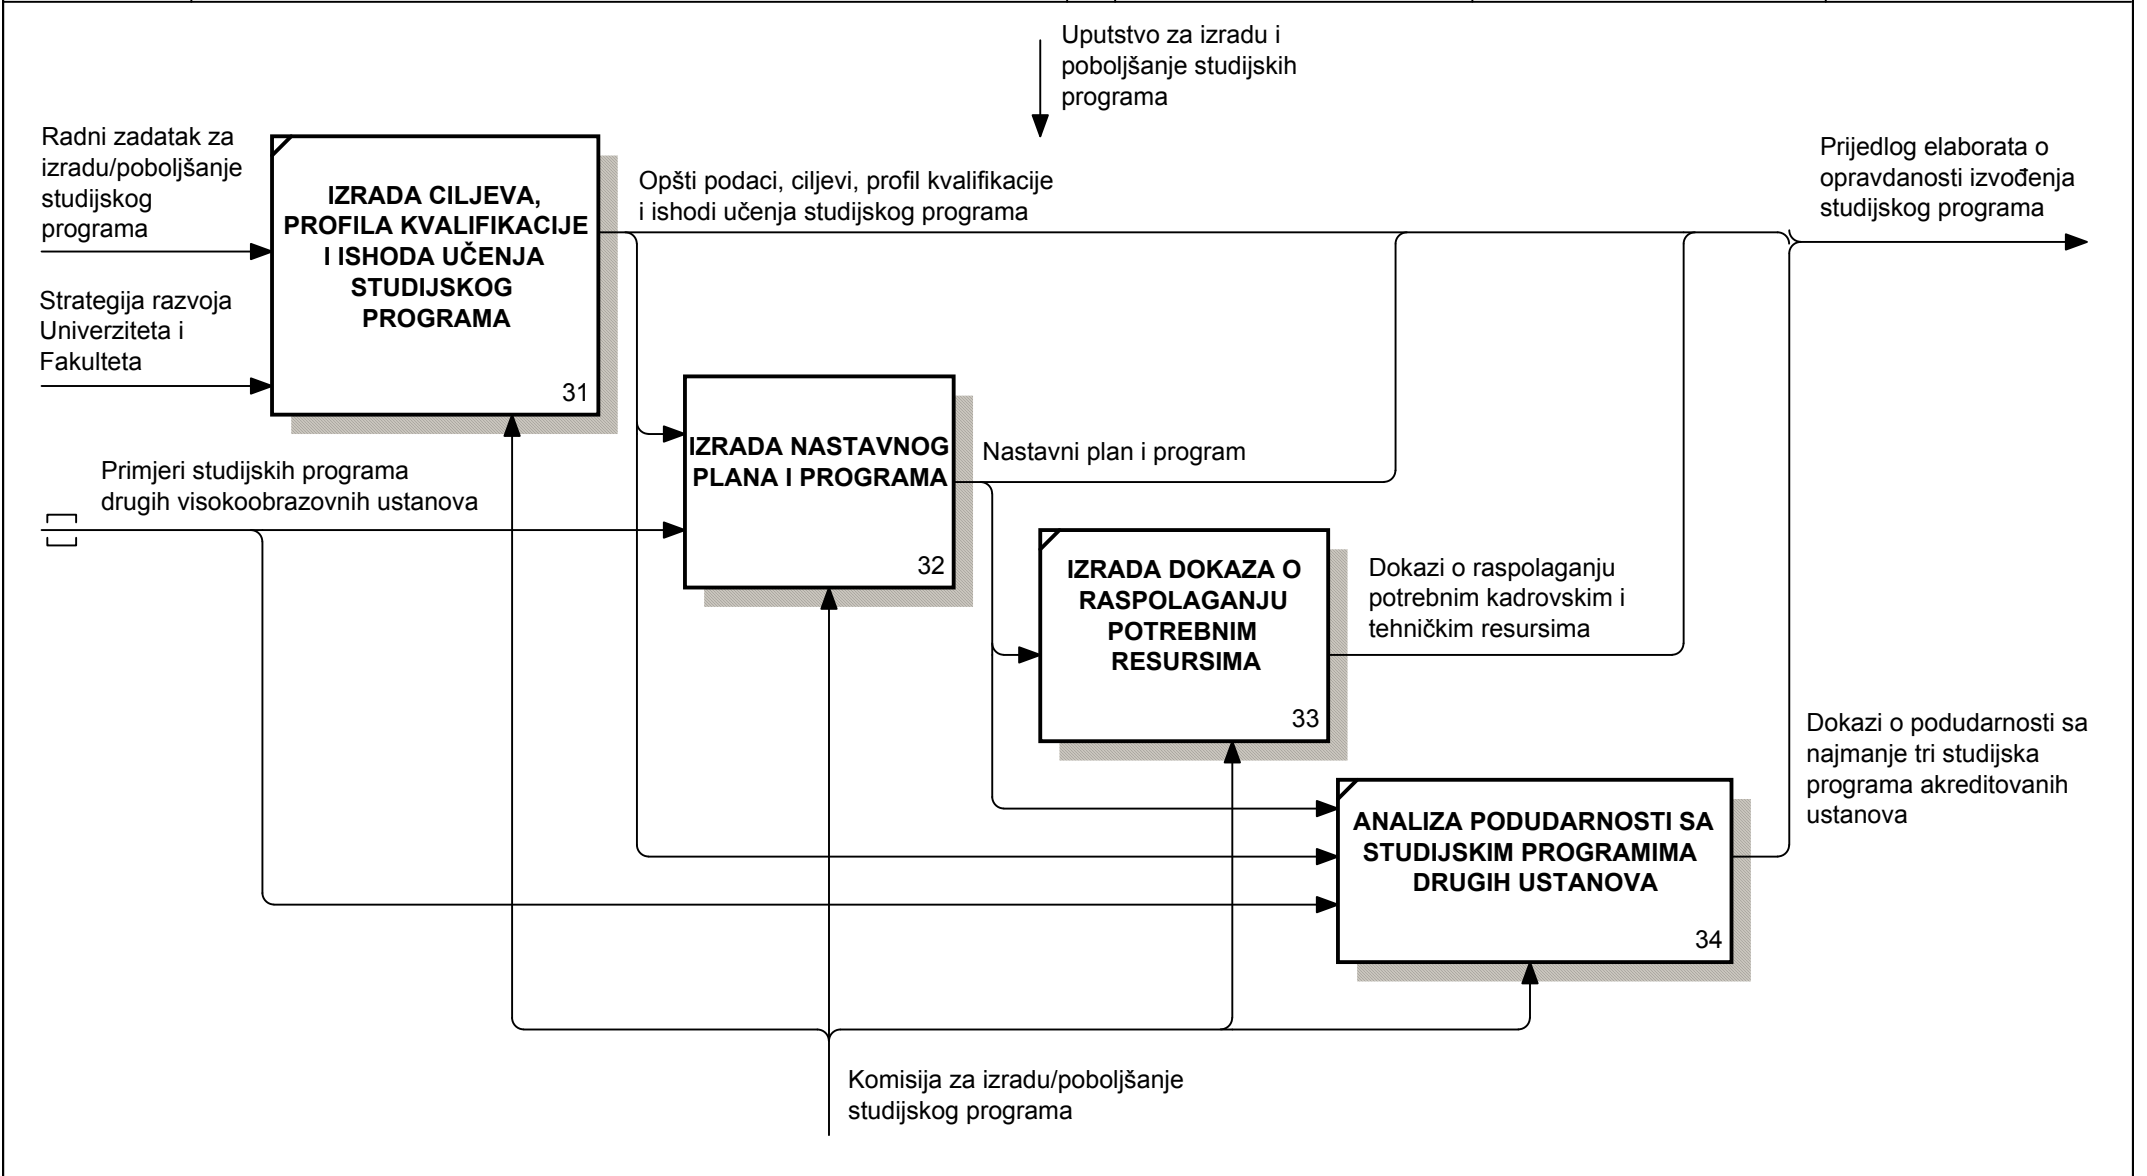 Uputstvo za izradu i
poboljšanje studijskih
programa
Radni zadatak za
izradu/poboljšanje
studijskog
programa
Prijedlog elaborata o
opravdanosti izvođenja
studijskog programa
IZRADA CILJEVA,
PROFILA KVALIFIKACIJE
I ISHODA UČENJA
STUDIJSKOG
PROGRAMA
31
Opšti podaci, ciljevi, profil kvalifikacije
i ishodi učenja studijskog programa
Strategija razvoja
Univerziteta i
Fakulteta
Primjeri studijskih programa
drugih visokoobrazovnih ustanova
IZRADA NASTAVNOG
PLANA I PROGRAMA
32
Nastavni plan i program
IZRADA DOKAZA O
RASPOLAGANJU
POTREBNIM
RESURSIMA
33
Dokazi o raspolaganju
potrebnim kadrovskim i
tehničkim resursima
Dokazi o podudarnosti sa
najmanje tri studijska
programa akreditovanih
ustanova
ANALIZA PODUDARNOSTI SA
STUDIJSKIM PROGRAMIMA
DRUGIH USTANOVA
34
Komisija za izradu/poboljšanje
studijskog programa